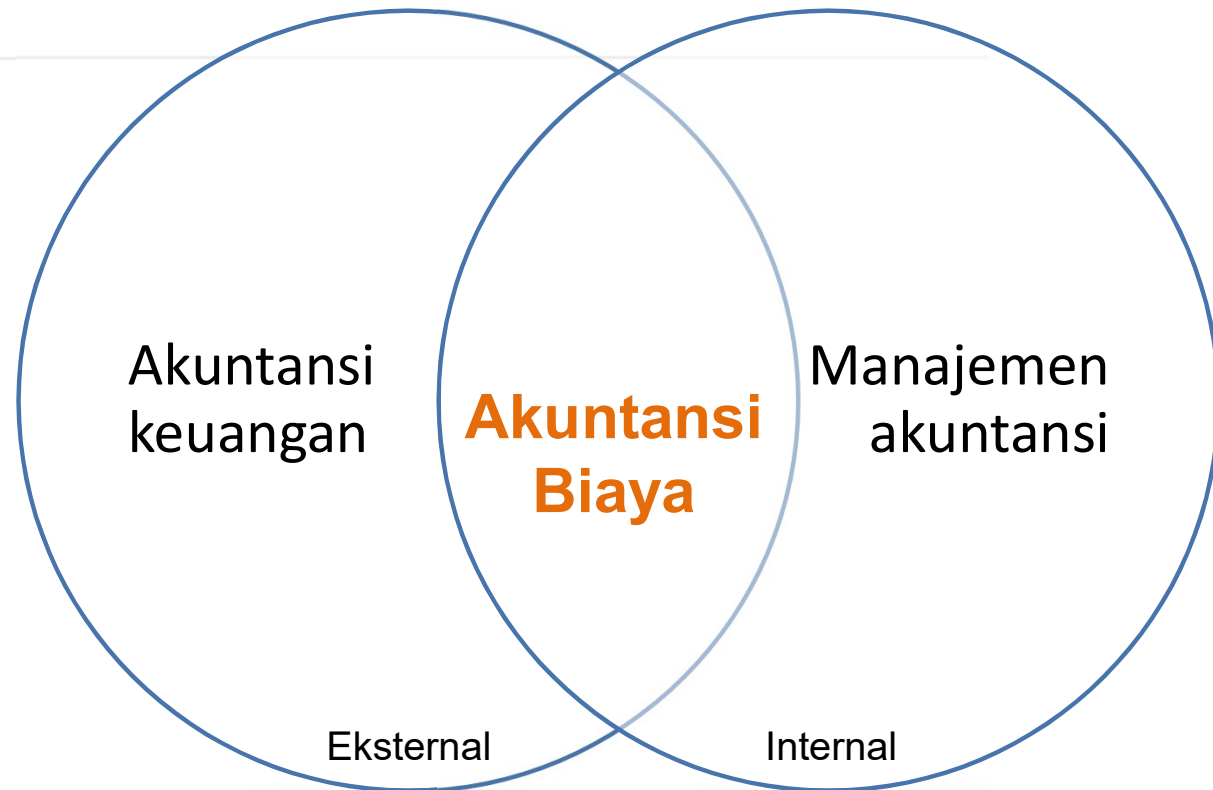 Akuntansi
keuangan
Akuntansi
Biaya
Manajemen
akuntansi
Eksternal
Internal